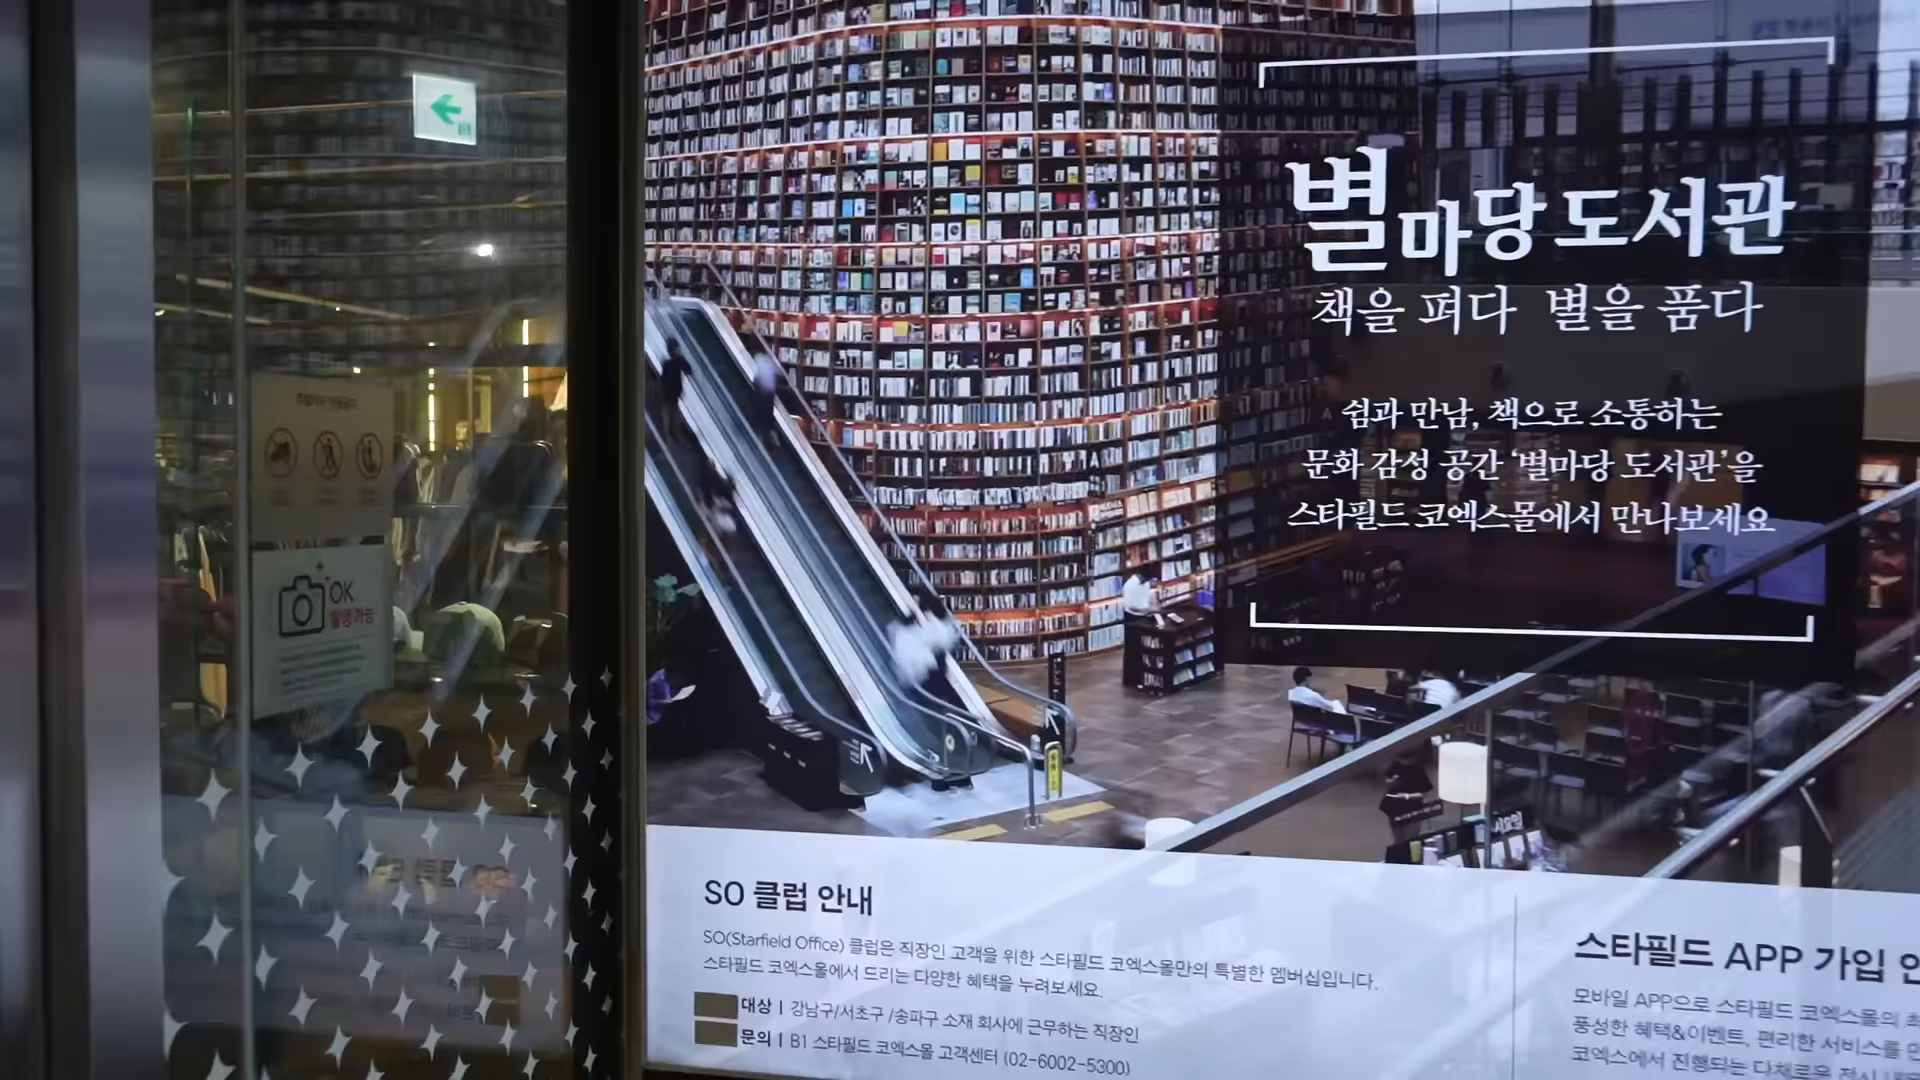 별마당도서관
책을 펴다 별을 품다
쉼과 만남, 책으로 소통하는
문화 감성 공간 '별마당 도서관'을
스타필드 코엑스몰에서 만나보세요
OK
촬영가능
SO 클럽 안내
SO(Starfield Office) 클럽은 직장인 고객을 위한 스타필드 코엑스몰만의 특별한 멤버십입니다.
스타필드 코엑스몰에서 드리는 다양한 혜택을 누려보세요.
대상 | 강남구/서초구 /송파구 소재 회사에 근무하는 직장인
문의 | B1 스타필드 코엑스몰 고객센터 (02-6002-5300)
스타필드 APP 가입
모바일 APP으로 스타필드 코엑스몰의
풍성한 혜택&이벤트, 편리한 서비스를
코엑스에서 진행되는 다채로운 전시